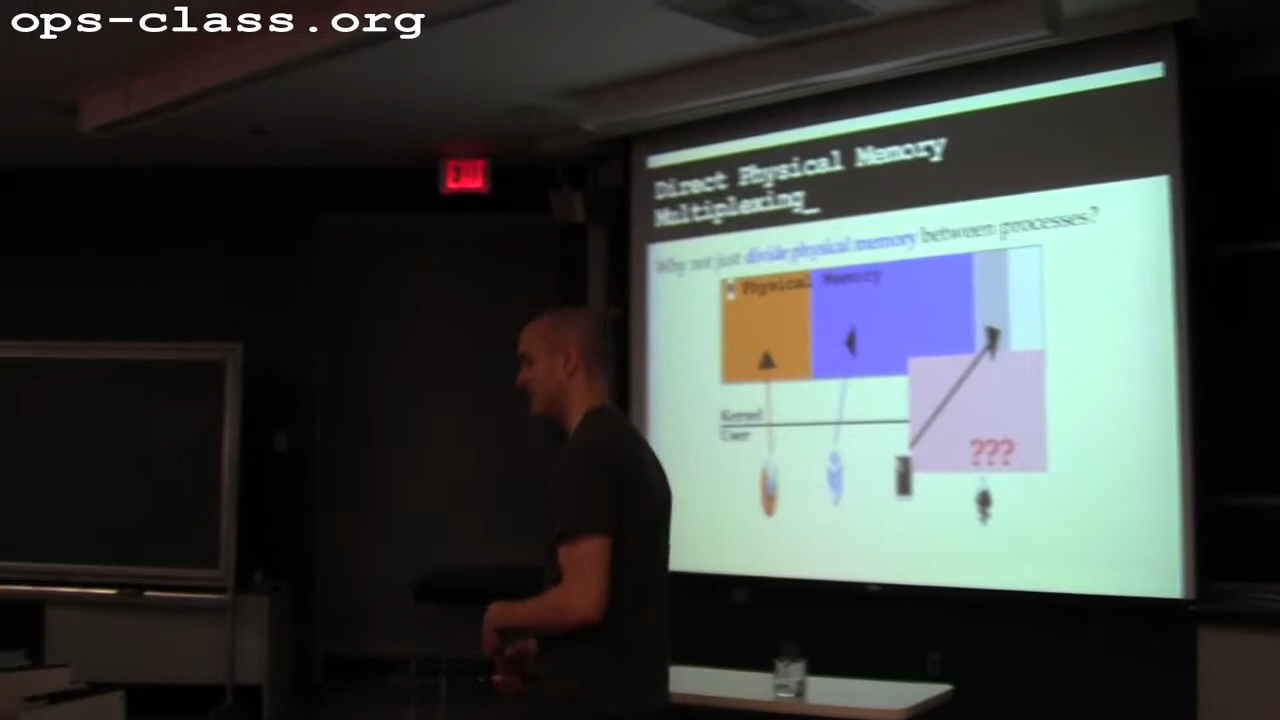 ops-class.org
Direct Physical Memory
Multiplexing_
Why not just divide physical memory between processes?
Physical Memory
Kernel
User
???